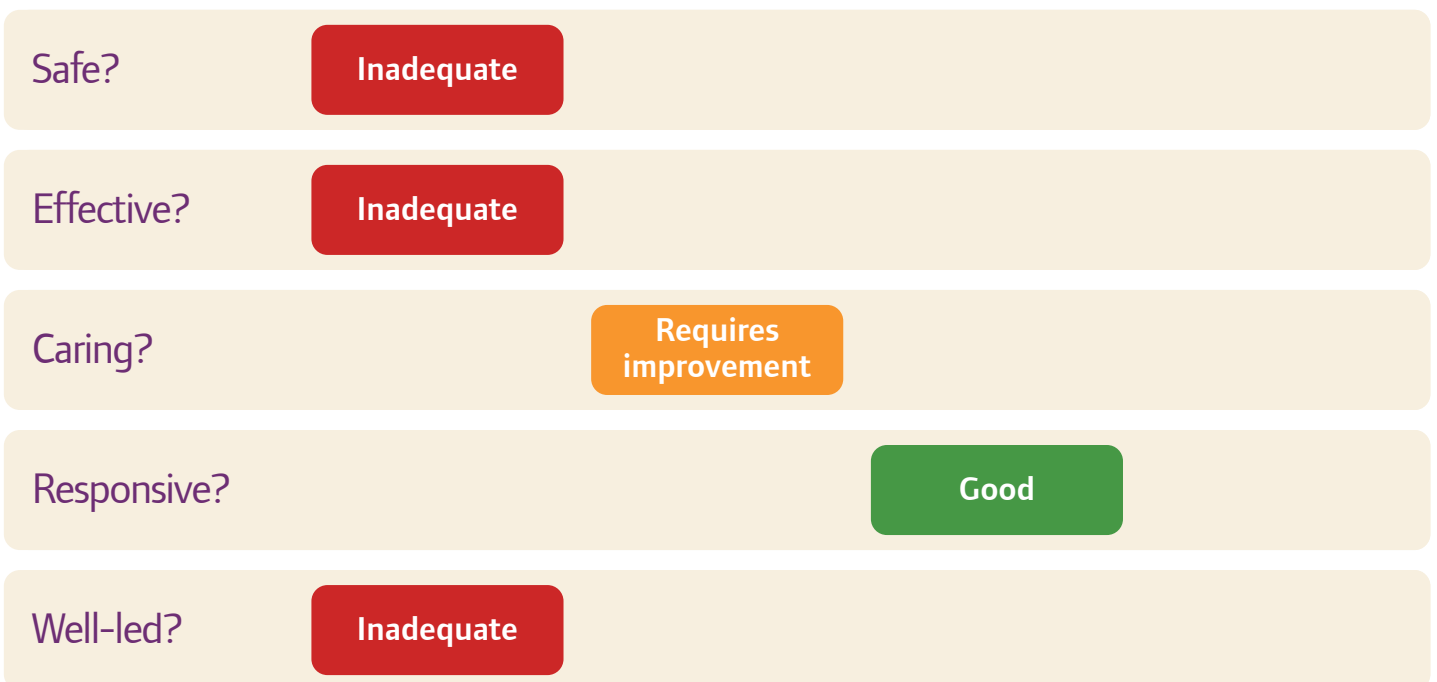 Safe?
Inadequate
Effective?
Inadequate
Caring?
Requires
improvement
Responsive?
Good
Well-led?
Inadequate